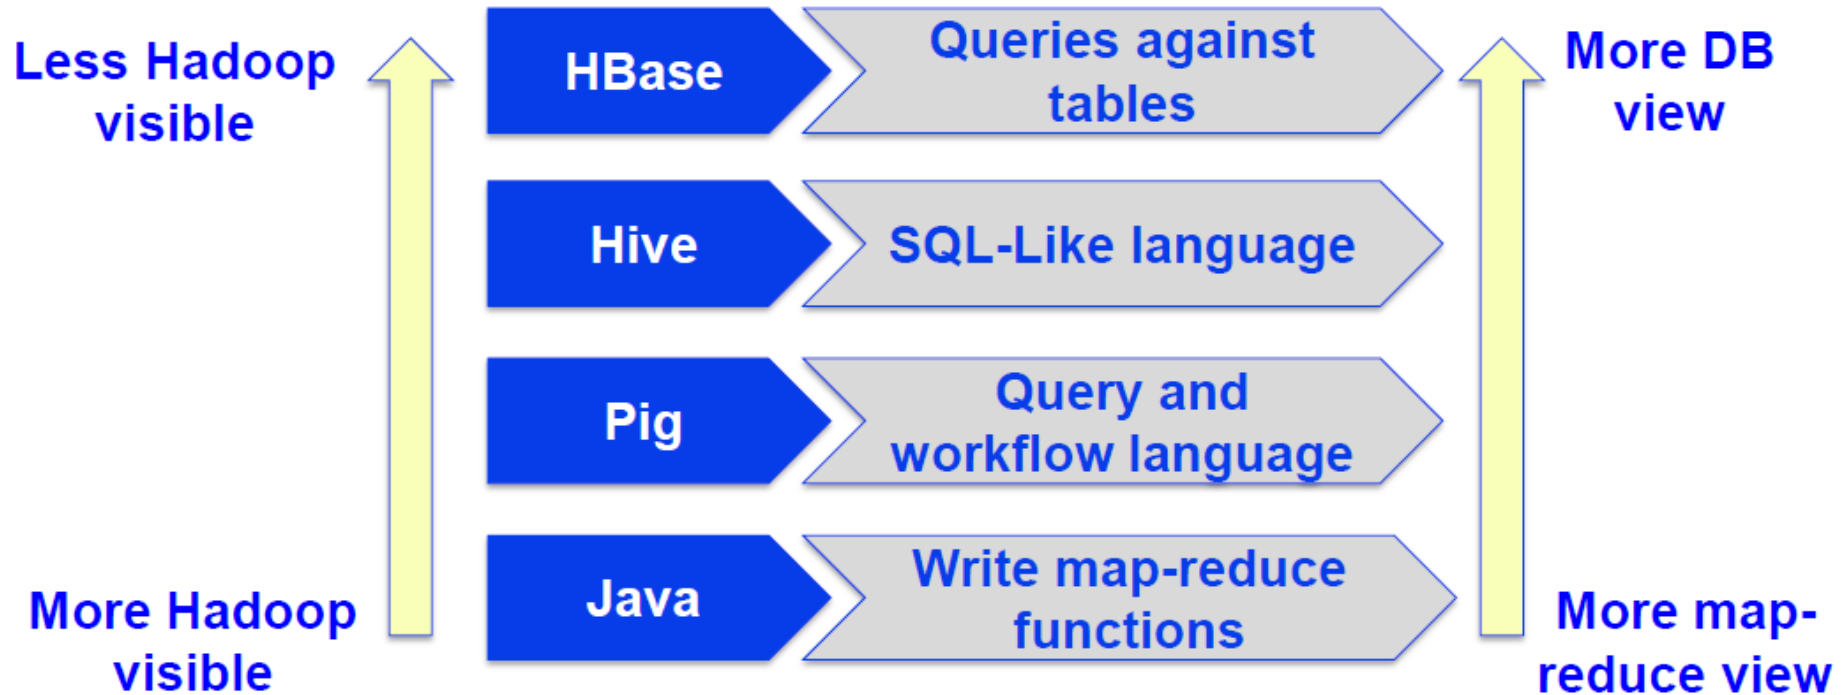 Less Hadoop
visible
HBase
Queries against
tables
More DB
view
Hive
SQL-Like language
Pig
Query and
workflow language
More Hadoop
visible
Java
Write map-reduce
functions
More map-
reduce view